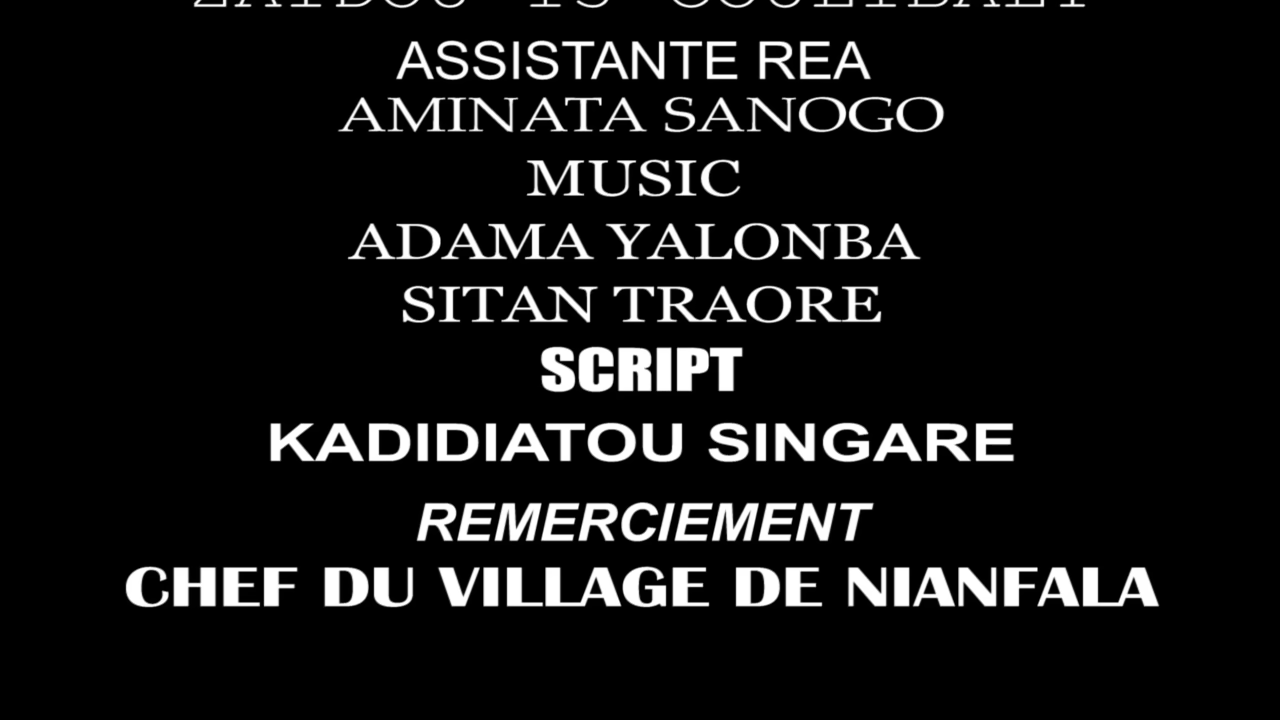 ASSISTANTE REA
AMINATA SANOGO
MUSIC
ADAMA YALONBA
SITAN TRAORE
SCRIPT
KADIDIATOU SINGARE
REMERCIEMENT
CHEF DU VILLAGE DE NIANFALA